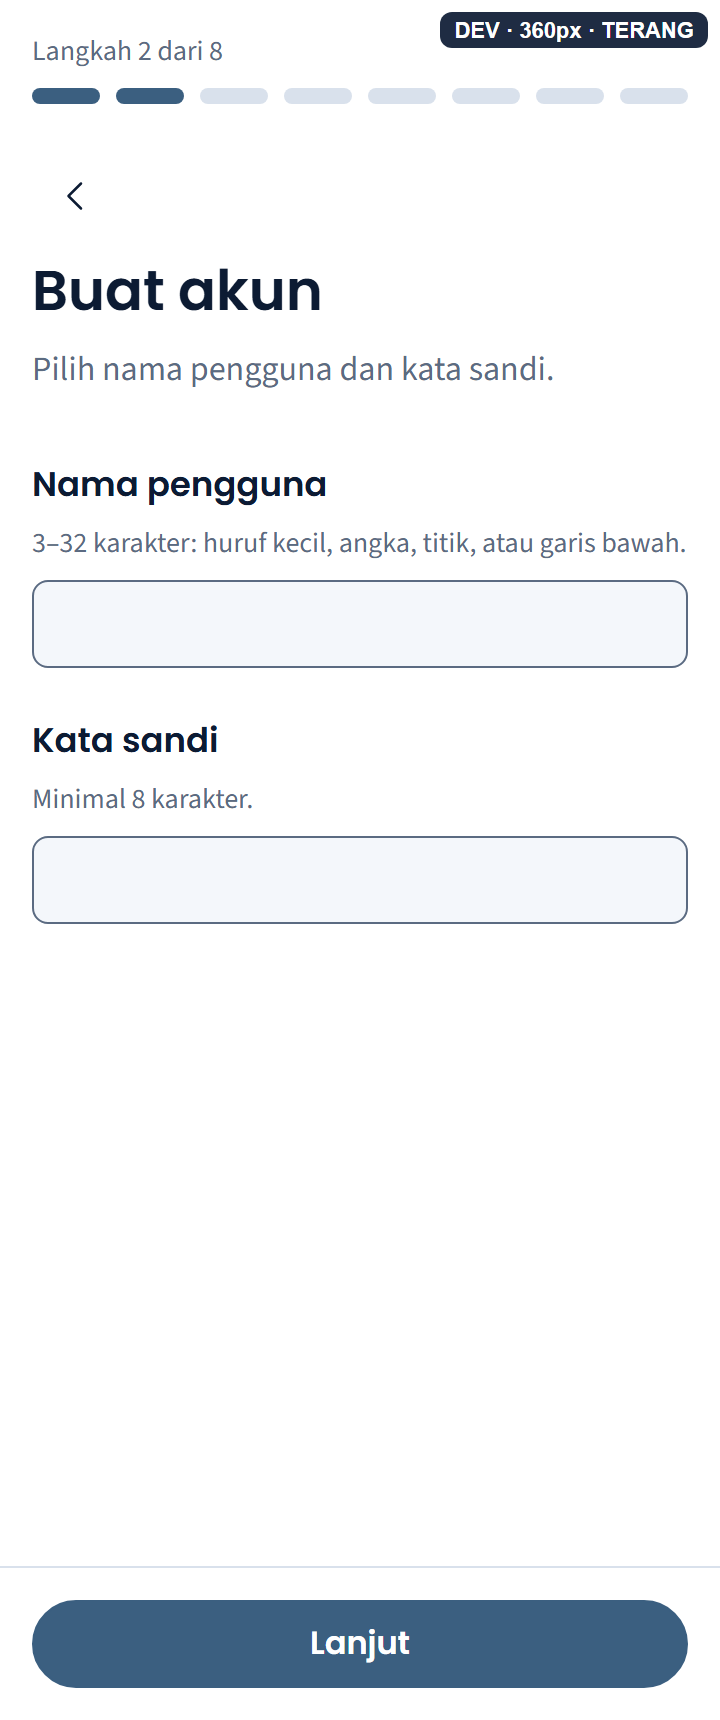 Langkah 2 dari 8
DEV · 360px · TERANG
Buat akun
Pilih nama pengguna dan kata sandi.
Nama pengguna
3–32 karakter: huruf kecil, angka, titik, atau garis bawah.
Kata sandi
Minimal 8 karakter.
Lanjut